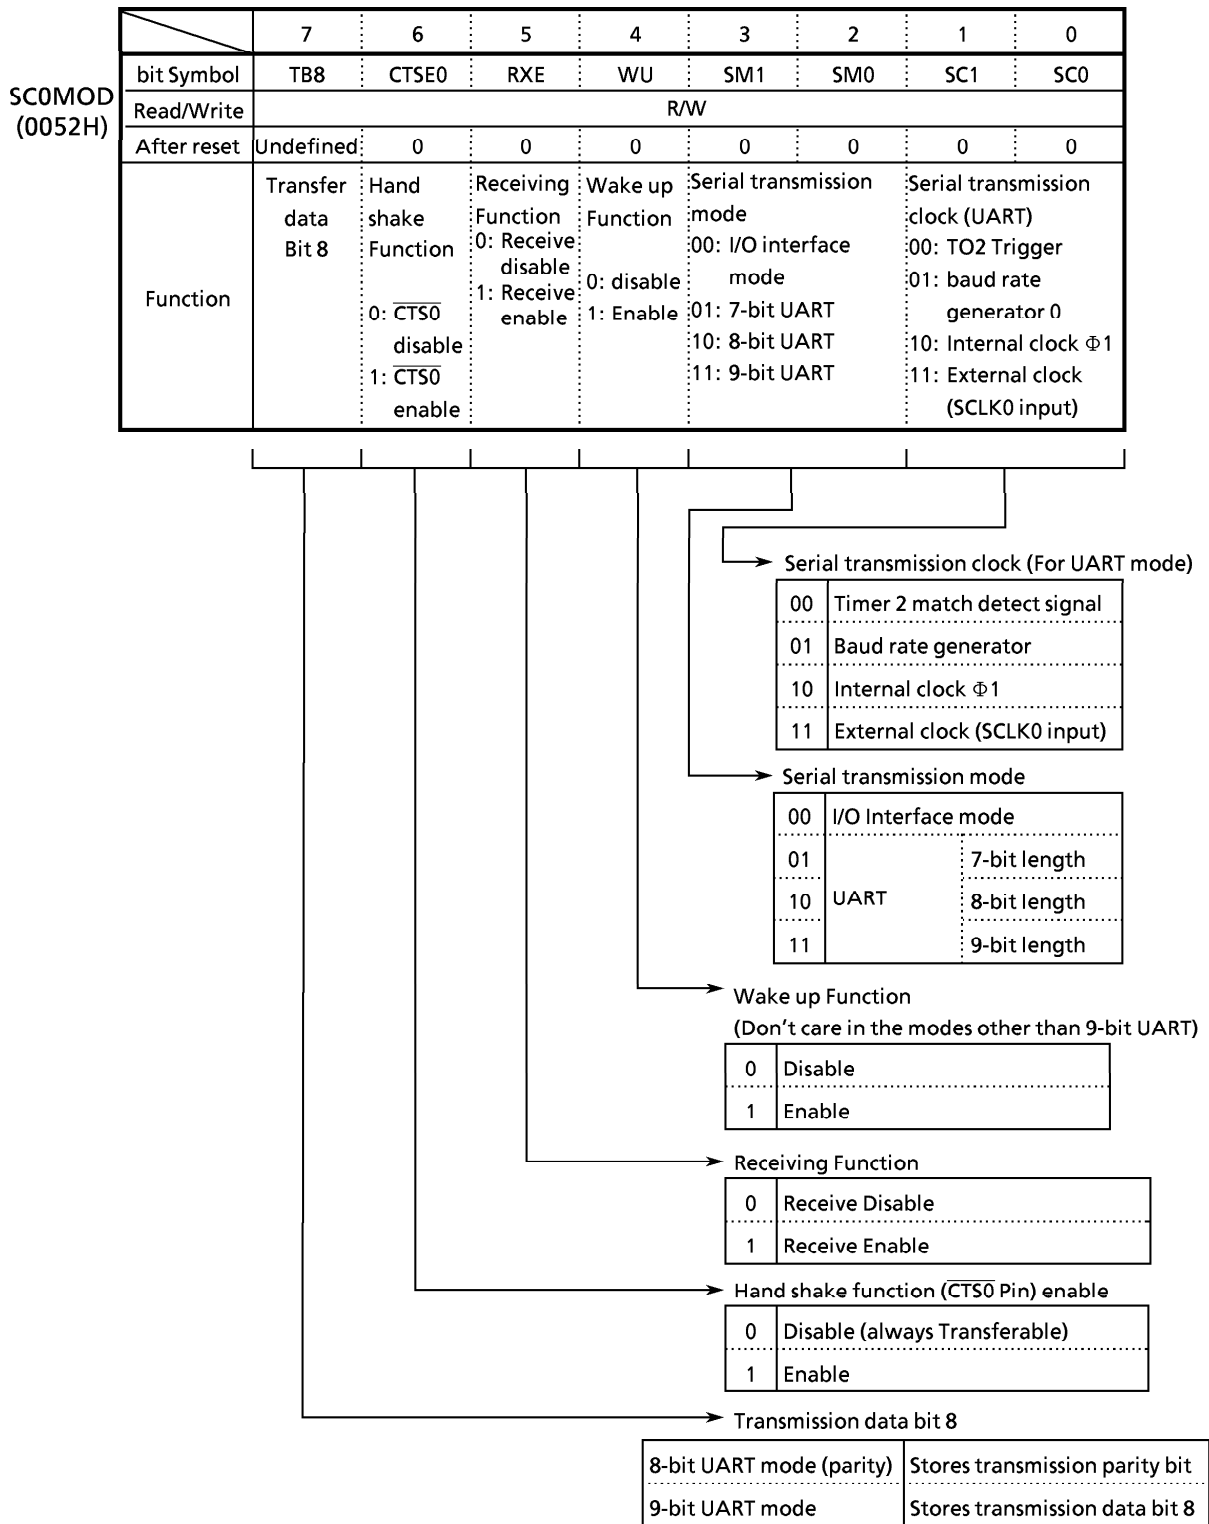 7 6 5 4 3 2 1 0
SC0MOD
(0052H)
bit Symbol TB8 CTSE0 RXE WU SM1 SM0 SC1 SC0
Read/Write R/W
After reset Undefined 0 0 0 0 0 0 0
Function
Transfer
data
Bit 8
Hand
shake
Function
0: CTS0
disable
1: CTS0
enable
Receiving
Function
0: Receive
disable
1: Receive
enable
Wake up
Function
0: disable
1: Enable
Serial transmission
mode
00: I/O interface
mode
01: 7-bit UART
10: 8-bit UART
11: 9-bit UART
Serial transmission
clock (UART)
00: TO2 Trigger
01: baud rate
generator 0
10: Internal clock Φ1
11: External clock
(SCLK0 input)
Serial transmission clock (For UART mode)
00 Timer 2 match detect signal
01 Baud rate generator
10 Internal clock Φ1
11 External clock (SCLK0 input)
Serial transmission mode
00 I/O Interface mode
01 7-bit length
10 UART 8-bit length
11 9-bit length
Wake up Function
(Don't care in the modes other than 9-bit UART)
0 Disable
1 Enable
Receiving Function
0 Receive Disable
1 Receive Enable
Hand shake function (CTS0 Pin) enable
0 Disable (always Transferable)
1 Enable
Transmission data bit 8
8-bit UART mode (parity) Stores transmission parity bit
9-bit UART mode Stores transmission data bit 8